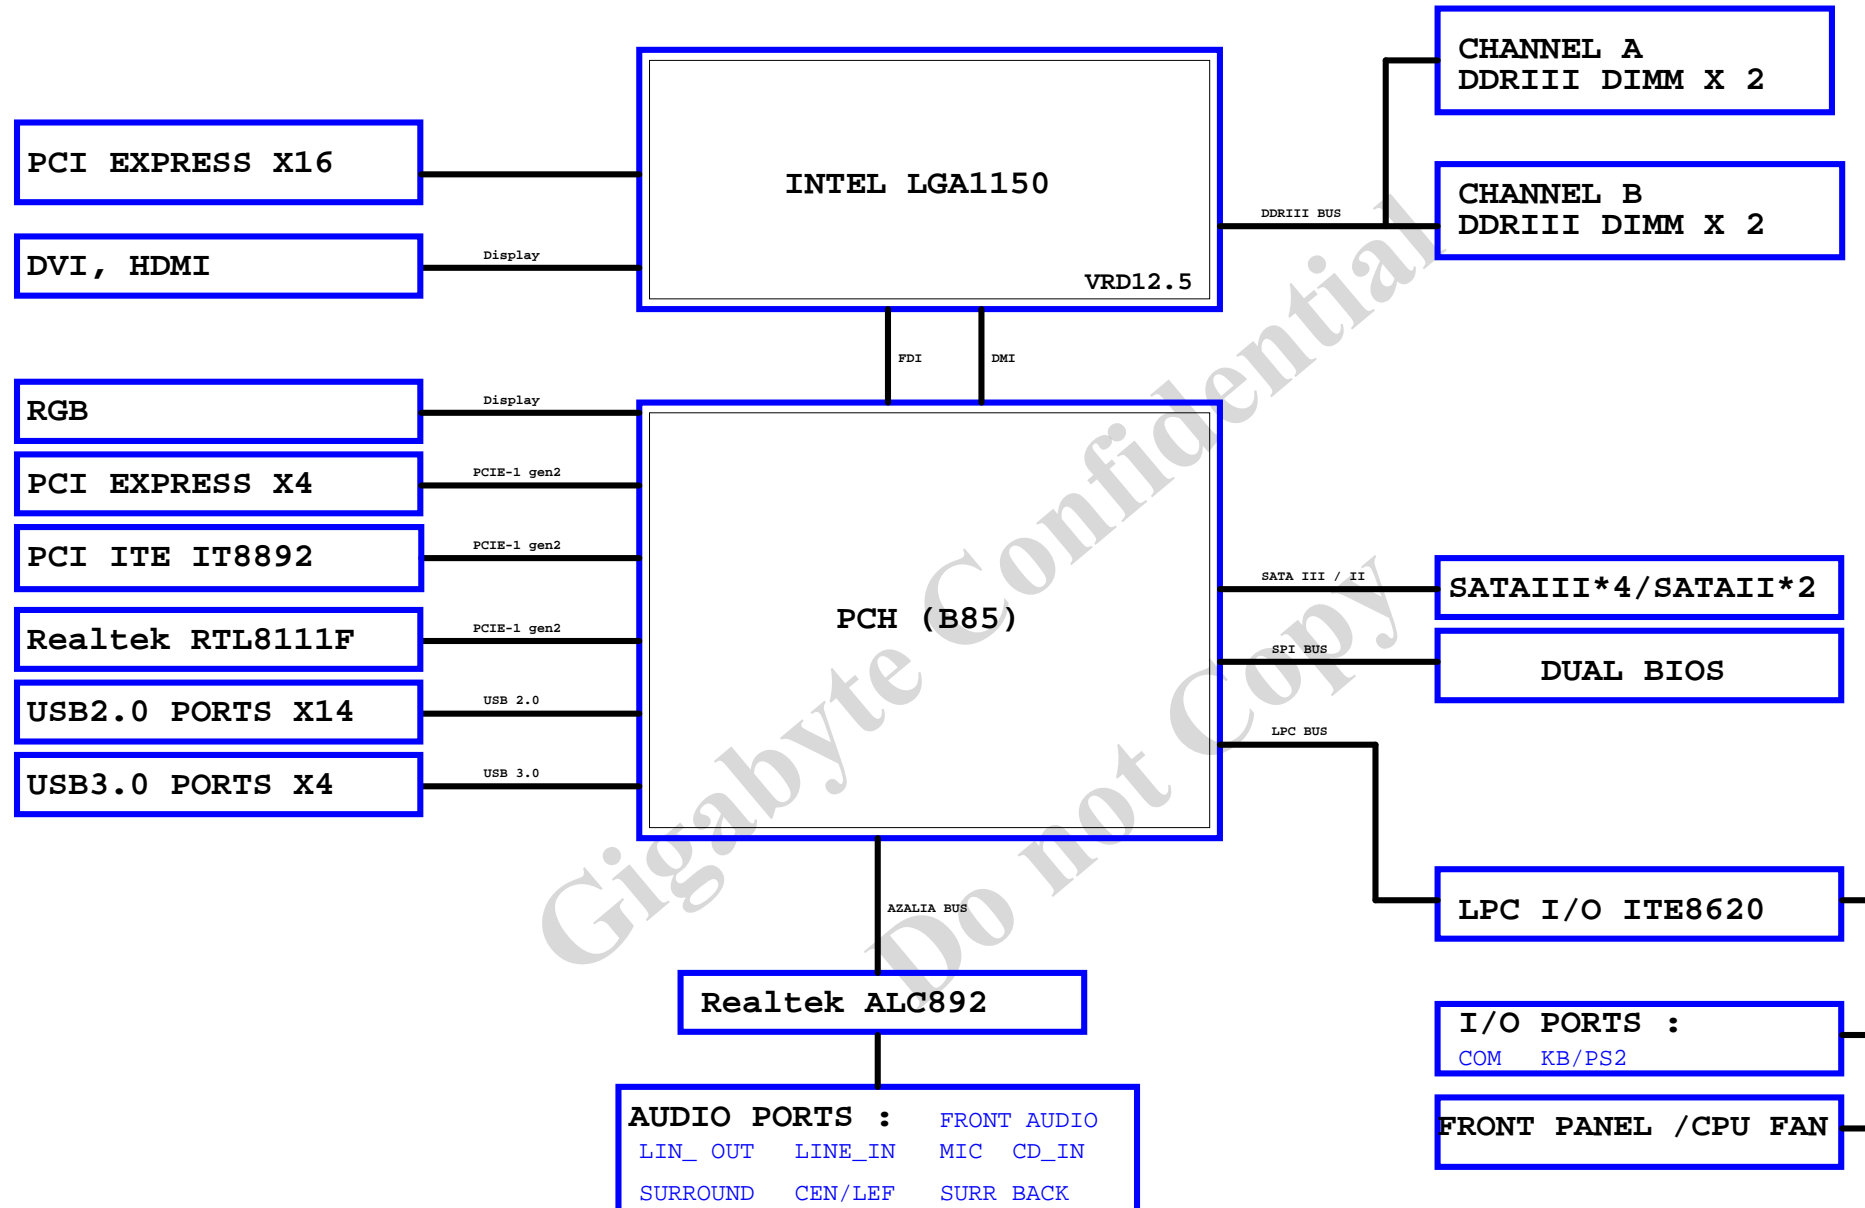 CHANNEL A
DDRIII DIMM X 2
PCI EXPRESS X16
INTEL LGA1150
VRD12.5
DDRIII BUS
CHANNEL B
DDRIII DIMM X 2
DVI, HDMI
Display
FDI
DMI
RGB
Display
PCI EXPRESS X4
PCIE-1 gen2
PCI ITE IT8892
PCIE-1 gen2
Realtek RTL8111F
PCIE-1 gen2
USB2.0 PORTS X14
USB 2.0
USB3.0 PORTS X4
USB 3.0
PCH (B85)
SATA III / II
SATAIII*4/SATAII*2
SPI BUS
DUAL BIOS
LPC BUS
LPC I/O ITE8620
AZALIA BUS
Realtek ALC892
I/O PORTS :
COM KB/PS2
FRONT PANEL /CPU FAN
AUDIO PORTS : FRONT AUDIO
LIN_ OUT LINE_IN MIC CD_IN
SURROUND CEN/LEF SURR BACK
Gigabyte Confidential
Do not Copy